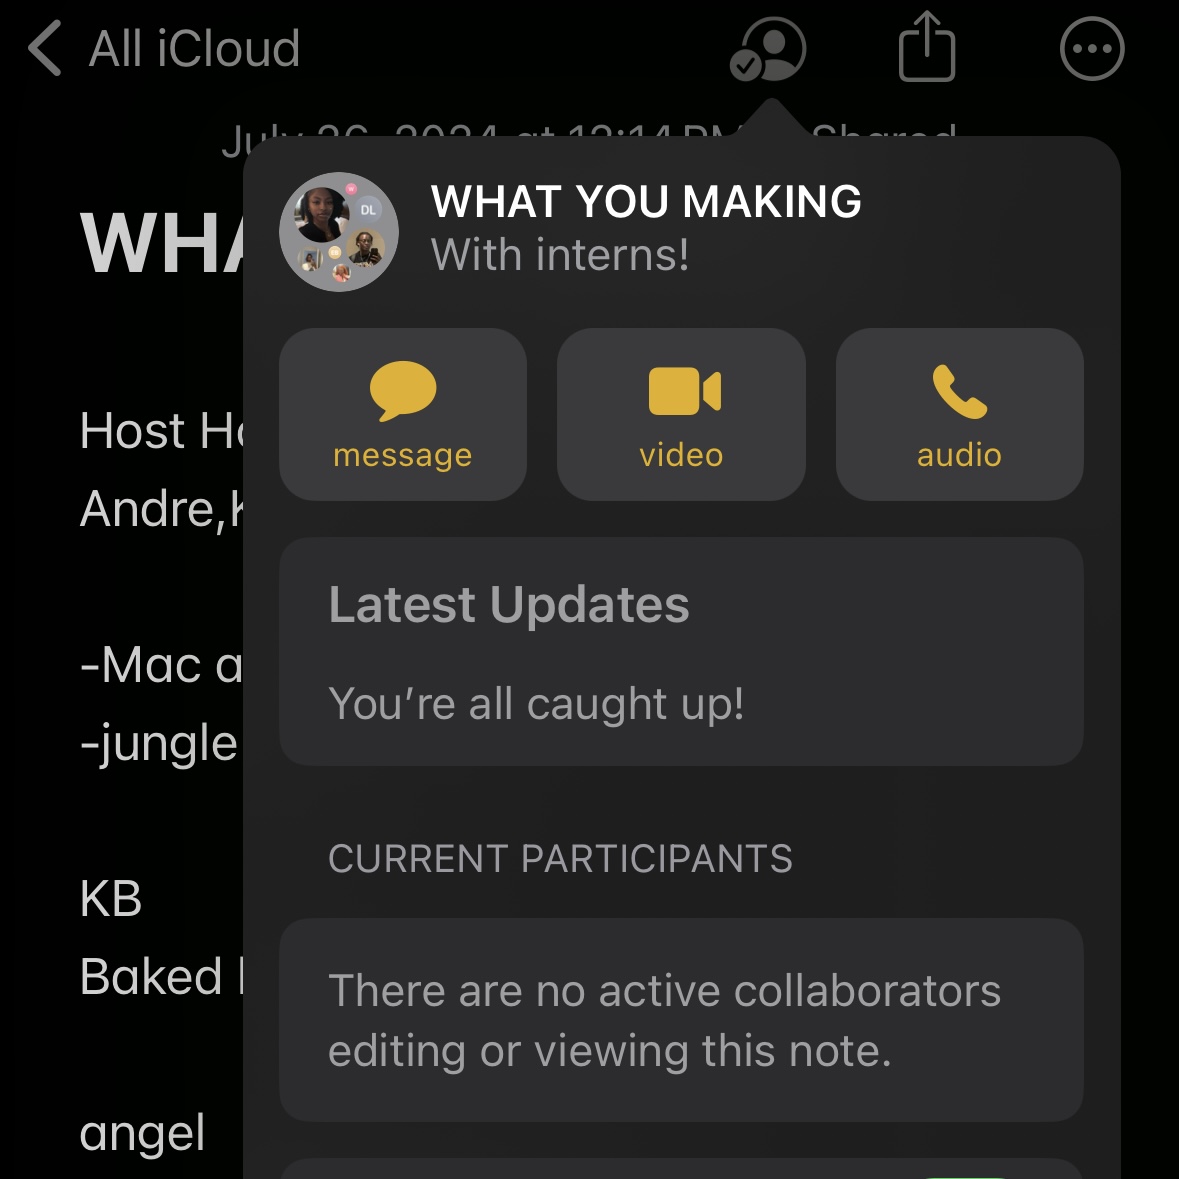 All iCloud
July 26, 2024 at 12:14 PM Shared
WHAT YOU MAKING
With interns!
DL
WHA
message
video
audio
Host
Andre,K
Latest Updates
You’re all caught up!
-Mac a
-jungle
CURRENT PARTICIPANTS
KB
Baked
There are no active collaborators
editing or viewing this note.
angel